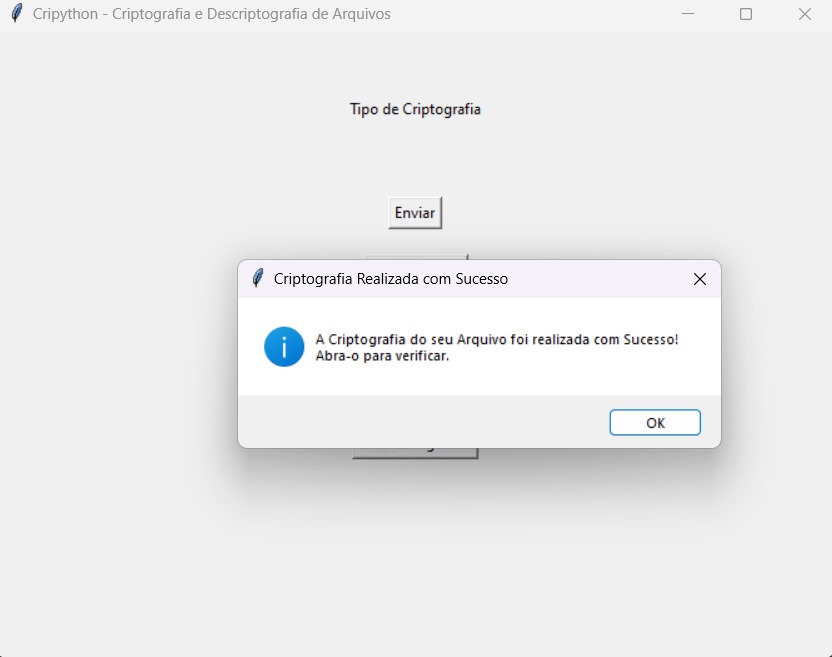 Cripython - Criptografia e Descriptografia de Arquivos
Tipo de Criptografia
Enviar
Criptografia Realizada com Sucesso
A Criptografia do seu Arquivo foi realizada com Sucesso!
Abra-o para verificar.
OK